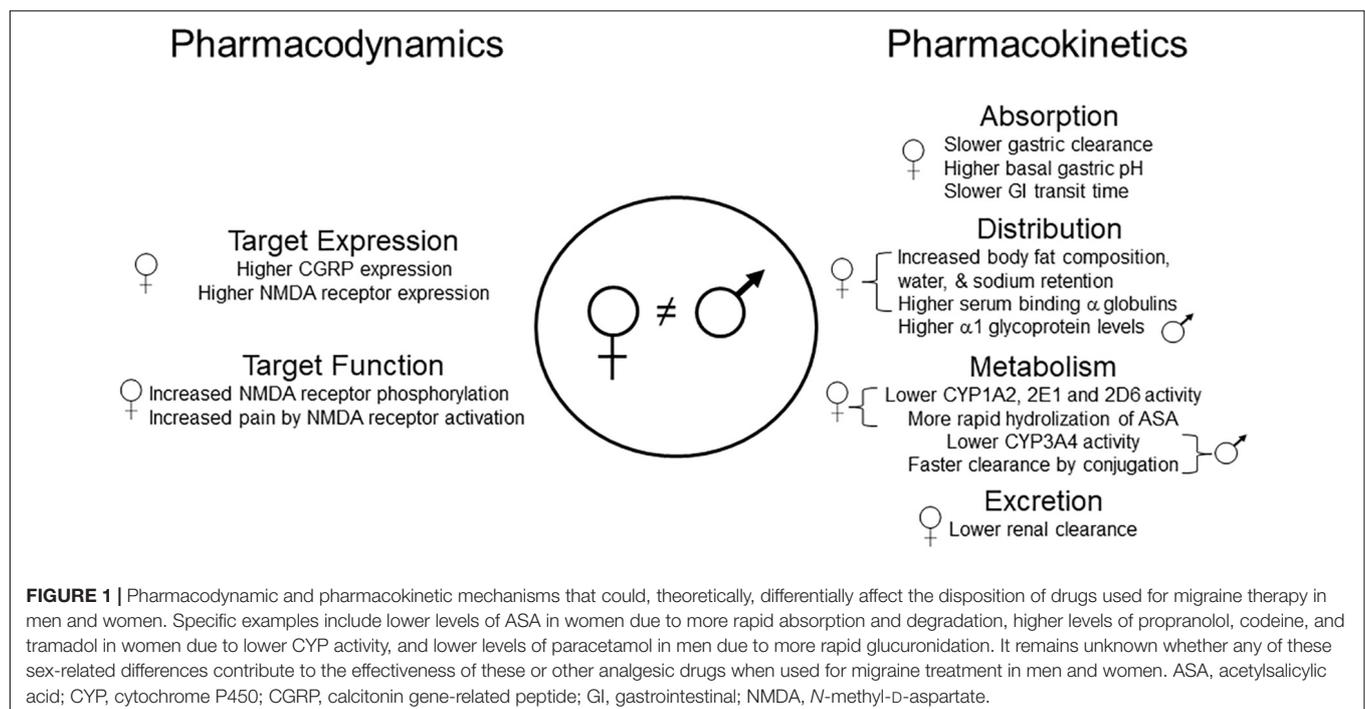 Pharmacodynamics
Target Expression
Higher CGRP expression
Higher NMDA receptor expression
Target Function
Increased NMDA receptor phosphorylation
Increased pain by NMDA receptor activation
♀ ≠ ♂
Pharmacokinetics
Absorption
Slower gastric clearance
Higher basal gastric pH
Slower GI transit time
Distribution
Increased body fat composition,
water, & sodium retention
Higher serum binding α globulins
Higher α1 glycoprotein levels
Metabolism
Lower CYP1A2, 2E1 and 2D6 activity
More rapid hydrolization of ASA
Lower CYP3A4 activity
Faster clearance by conjugation
Excretion
Lower renal clearance
FIGURE 1 | Pharmacodynamic and pharmacokinetic mechanisms that could, theoretically, differentially affect the disposition of drugs used for migraine therapy in
men and women. Specific examples include lower levels of ASA in women due to more rapid absorption and degradation, higher levels of propranolol, codeine, and
tramadol in women due to lower CYP activity, and lower levels of paracetamol in men due to more rapid glucuronidation. It remains unknown whether any of these
sex-related differences contribute to the effectiveness of these or other analgesic drugs when used for migraine treatment in men and women. ASA, acetylsalicylic
acid; CYP, cytochrome P450; CGRP, calcitonin gene-related peptide; GI, gastrointestinal; NMDA, N-methyl-D-aspartate.